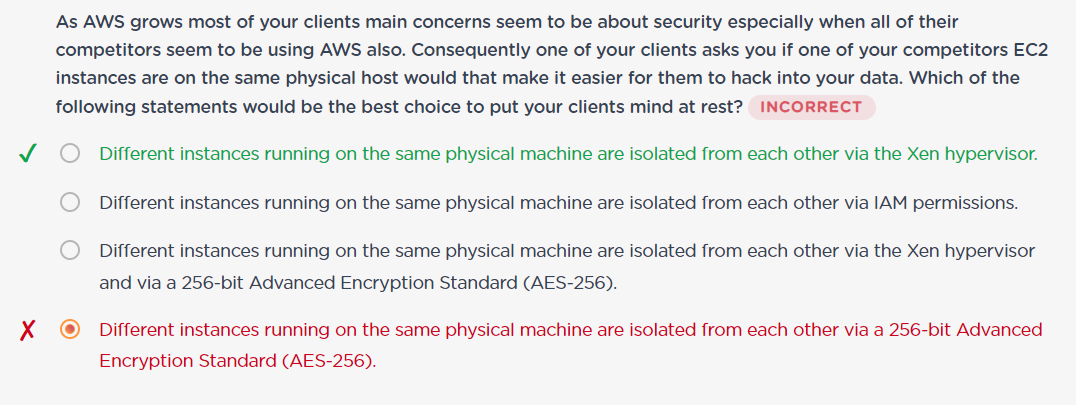 As AWS grows most of your clients main concerns seem to be about security especially when all of their
competitors seem to be using AWS also. Consequently one of your clients asks you if one of your competitors EC2
instances are on the same physical host would that make it easier for them to hack into your data. Which of the
following statements would be the best choice to put your clients mind at rest? INCORRECT
Different instances running on the same physical machine are isolated from each other via the Xen hypervisor.
Different instances running on the same physical machine are isolated from each other via IAM permissions.
Different instances running on the same physical machine are isolated from each other via the Xen hypervisor
and via a 256-bit Advanced Encryption Standard (AES-256).
Different instances running on the same physical machine are isolated from each other via a 256-bit Advanced
Encryption Standard (AES-256).